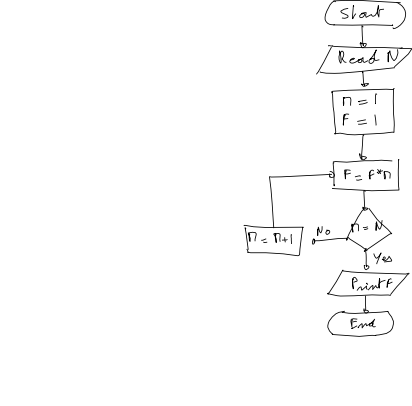 Start
Read N
n = 1
F = 1
F = F*n
n = N
No
n = n+1
Yes
Print F
End